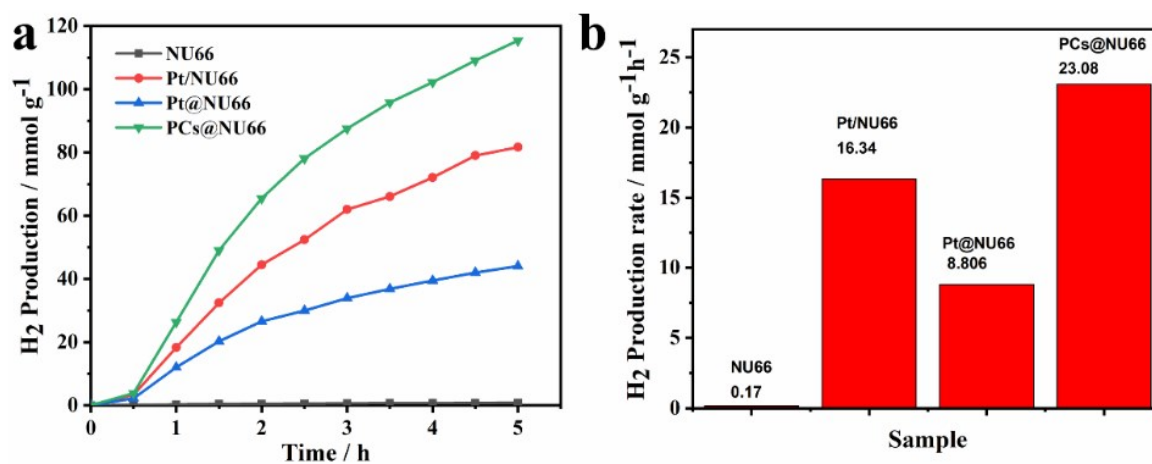 a
H2 Production / mmol g-1
120
100
80
60
40
20
0
NU66
Pt/NU66
Pt@NU66
PCs@NU66
0 1 2 3 4 5
Time / h
b
H2 Production rate / mmol g-1h-1
25
20
15
10
5
0
NU66
0.17
Pt/NU66
16.34
Pt@NU66
8.806
PCs@NU66
23.08
Sample